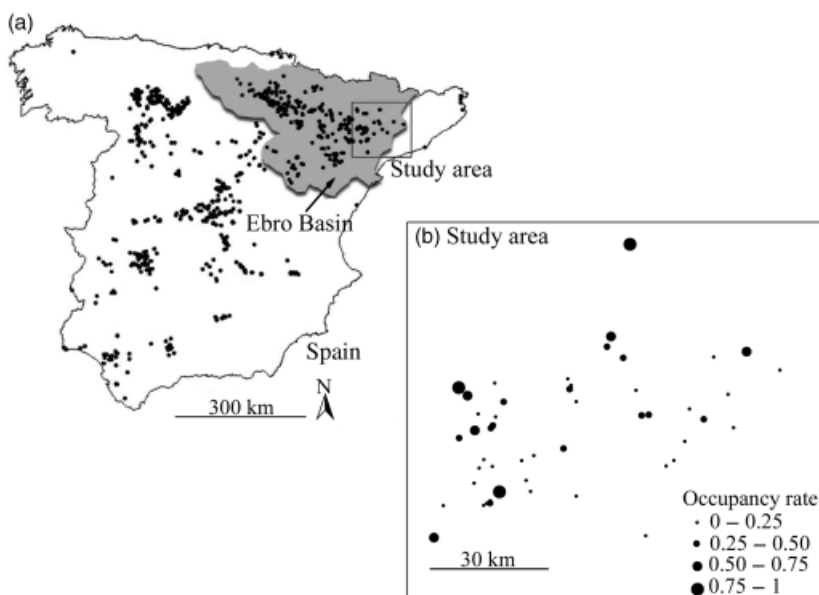 (a)
Study area
Ebro Basin
Spain
N
300 km
(b) Study area
Occupancy rate
0 – 0.25
0.25 – 0.50
0.50 – 0.75
0.75 – 1
30 km